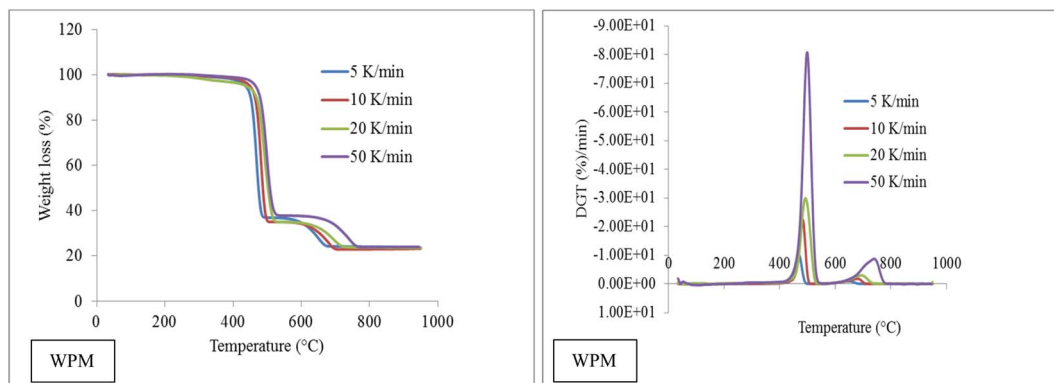 120
100
80
60
40
20
0
0 200 400 600 800 1000
Weight loss (%)
Temperature (°C)
5 K/min
10 K/min
20 K/min
50 K/min
WPM
-9.00E+01
-8.00E+01
-7.00E+01
-6.00E+01
-5.00E+01
-4.00E+01
-3.00E+01
-2.00E+01
-1.00E+01
0.00E+00
1.00E+01
0 200 400 600 800 1000
DGT (%)/min)
Temperature (°C)
5 K/min
10 K/min
20 K/min
50 K/min
WPM